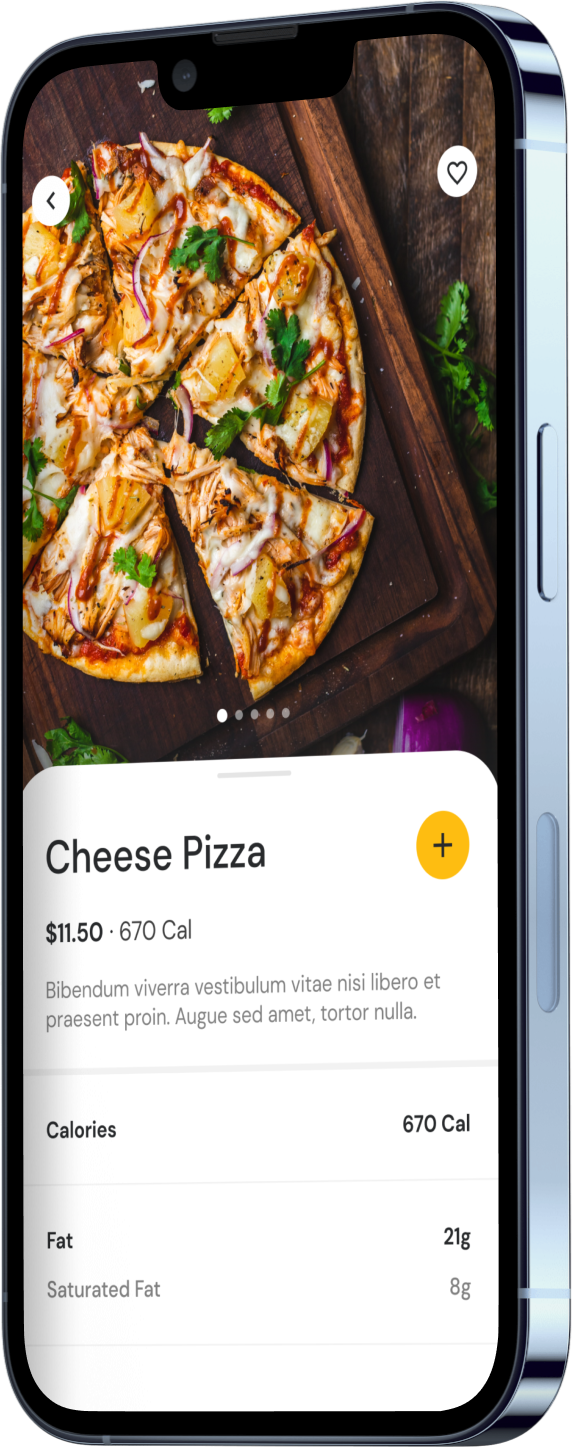 Cheese Pizza
$11.50 · 670 Cal
Bibendum viverra vestibulum vitae nisi libero et
praesent proin. Augue sed amet, tortor nulla.
Calories 670 Cal
Fat 21g
Saturated Fat 8g